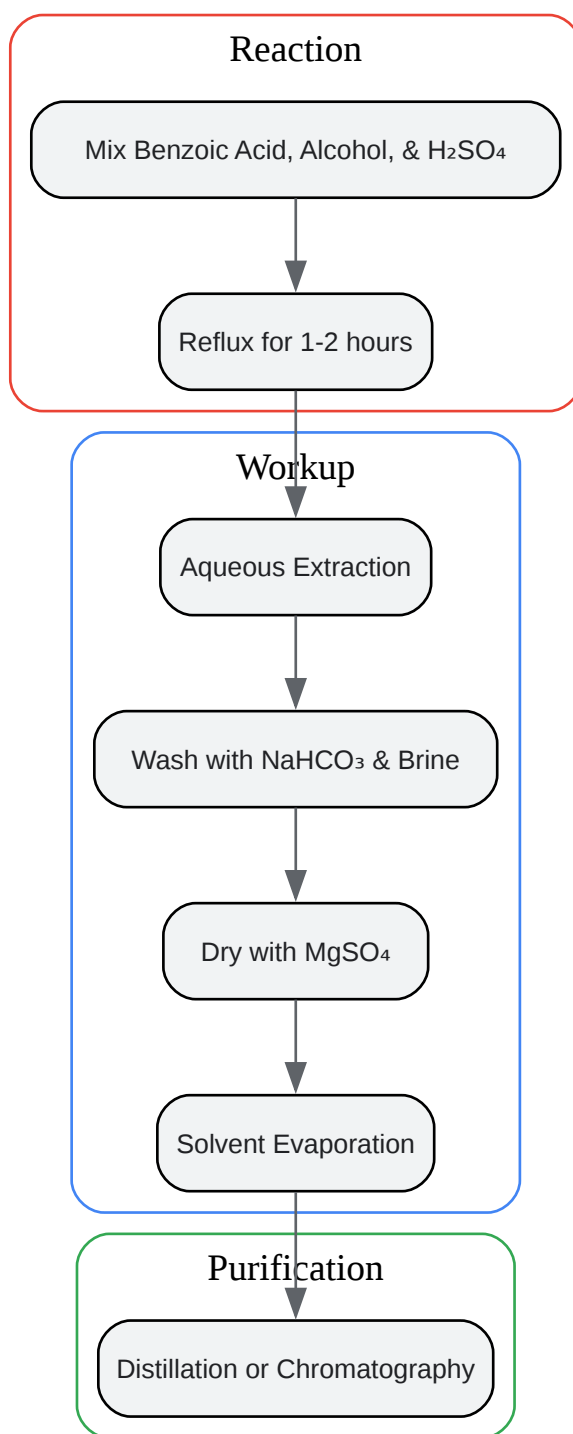 Reaction
Mix Benzoic Acid, Alcohol, & H₂SO₄
Reflux for 1-2 hours
Workup
Aqueous Extraction
Wash with NaHCO₃ & Brine
Dry with MgSO₄
Solvent Evaporation
Purification
Distillation or Chromatography